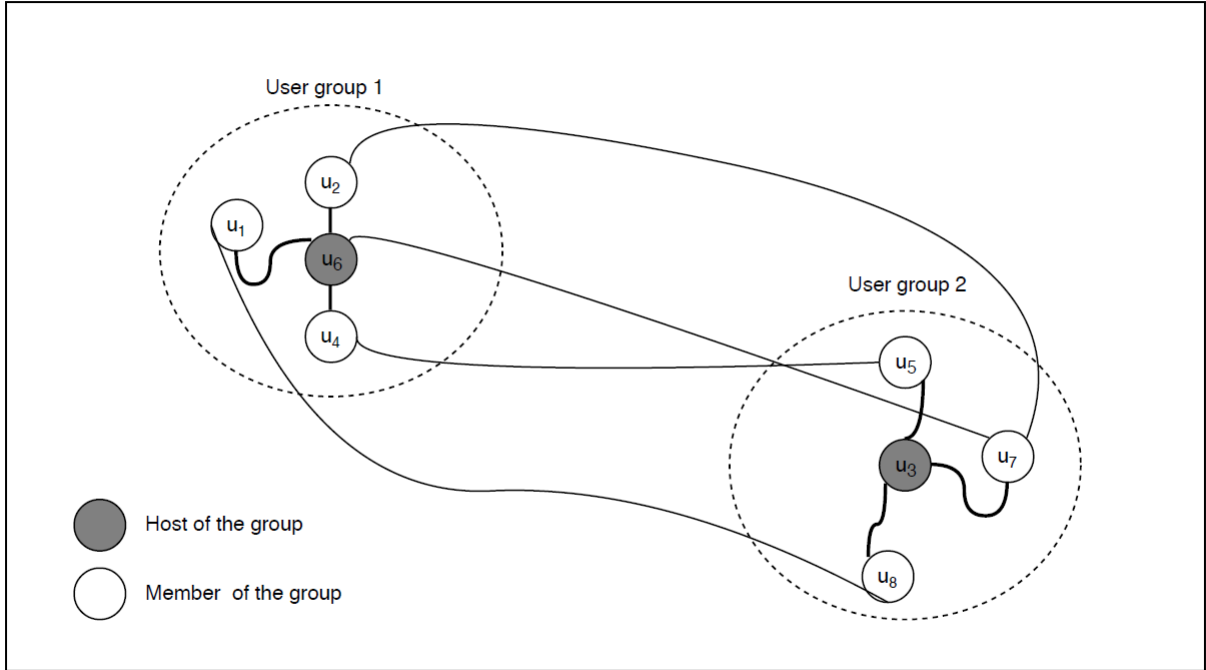 User group 1
u2
u1
u6
u4
User group 2
u5
u7
u3
u8
Host of the group
Member of the group